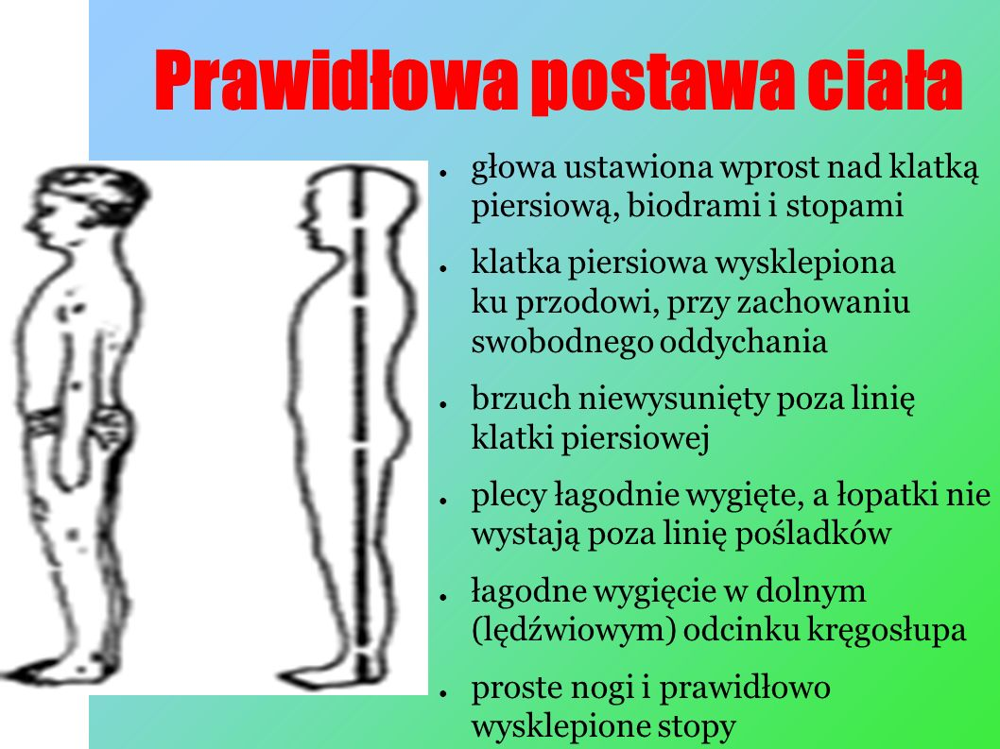 Prawidłowa postawa ciała
● głowa ustawiona wprost nad klatką
piersiową, biodrami i stopami
● klatka piersiowa wysklepiona
ku przodowi, przy zachowaniu
swobodnego oddychania
● brzuch niewysunięty poza linię
klatki piersiowej
● plecy łagodnie wygięte, a łopatki nie
wystają poza linię pośladków
● łagodne wygięcie w dolnym
(lędźwiowym) odcinku kręgosłupa
● proste nogi i prawidłowo
wysklepione stopy